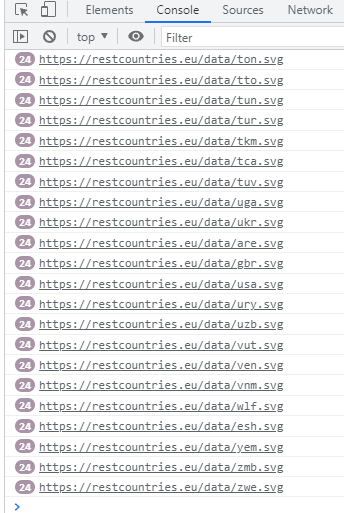 Elements Console Sources Network
top ▼ Filter
24 https://restcountries.eu/data/ton.svg
24 https://restcountries.eu/data/tto.svg
24 https://restcountries.eu/data/tun.svg
24 https://restcountries.eu/data/tur.svg
24 https://restcountries.eu/data/tkm.svg
24 https://restcountries.eu/data/tca.svg
24 https://restcountries.eu/data/tuv.svg
24 https://restcountries.eu/data/uga.svg
24 https://restcountries.eu/data/ukr.svg
24 https://restcountries.eu/data/are.svg
24 https://restcountries.eu/data/gbr.svg
24 https://restcountries.eu/data/usa.svg
24 https://restcountries.eu/data/ury.svg
24 https://restcountries.eu/data/uzb.svg
24 https://restcountries.eu/data/vut.svg
24 https://restcountries.eu/data/ven.svg
24 https://restcountries.eu/data/vnm.svg
24 https://restcountries.eu/data/wlf.svg
24 https://restcountries.eu/data/esh.svg
24 https://restcountries.eu/data/yem.svg
24 https://restcountries.eu/data/zmb.svg
24 https://restcountries.eu/data/zwe.svg